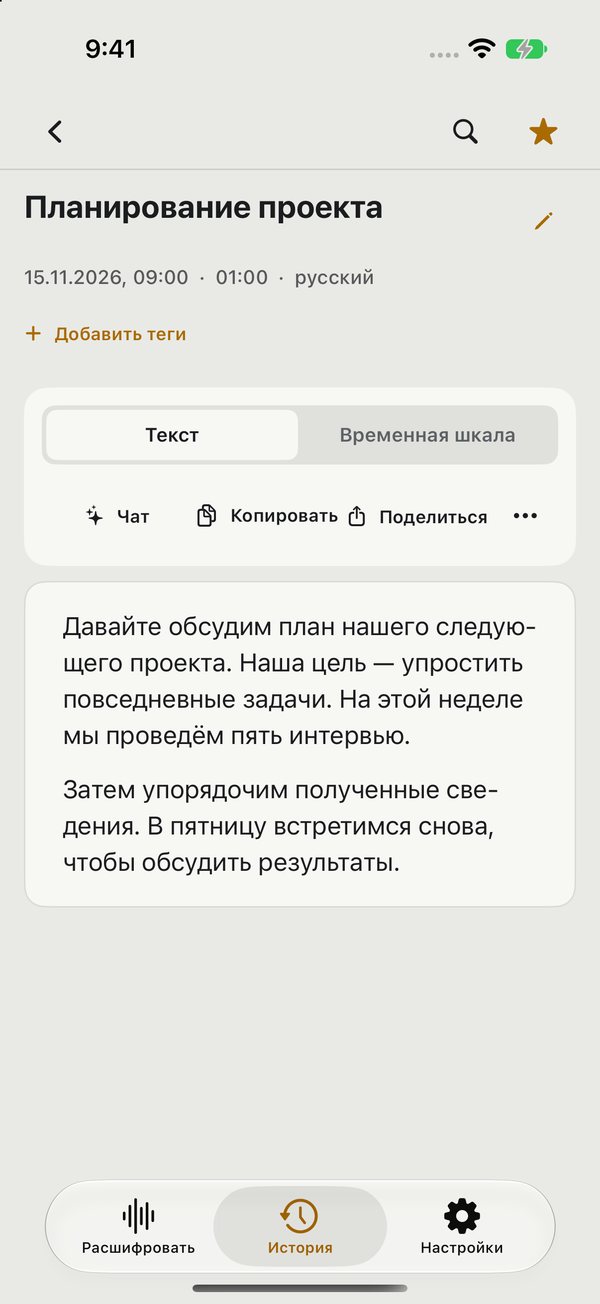 9:41
Планирование проекта
15.11.2026, 09:00 · 01:00 · русский
+ Добавить теги
Текст
Временная шкала
Чат
Копировать
Поделиться
Давайте обсудим план нашего следую-
щего проекта. Наша цель — упростить
повседневные задачи. На этой неделе
мы проведём пять интервью.
Затем упорядочим полученные све-
дения. В пятницу встретимся снова,
чтобы обсудить результаты.
Расшифровать
История
Настройки